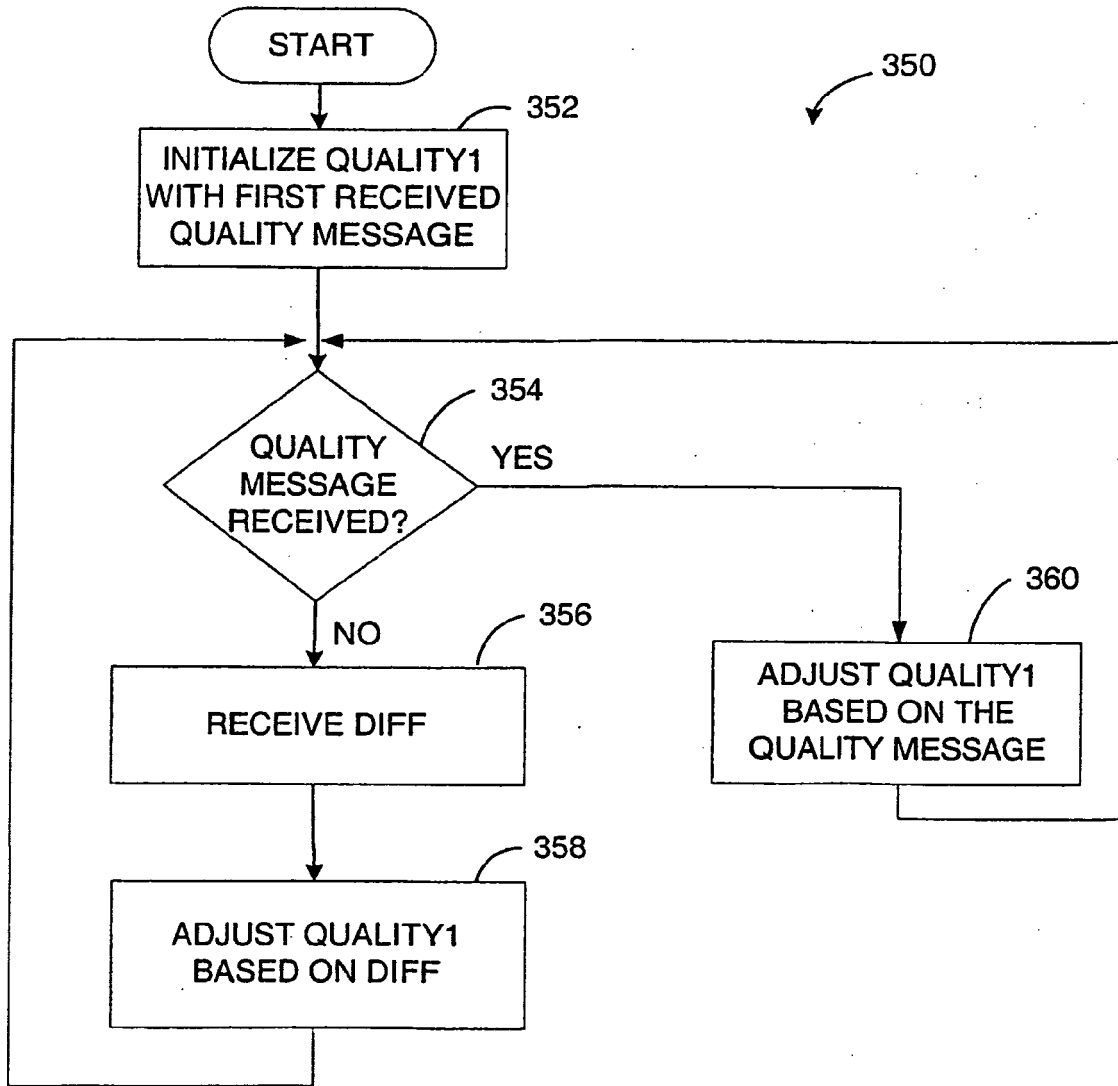 START
350
352
INITIALIZE QUALITY1
WITH FIRST RECEIVED
QUALITY MESSAGE
354
QUALITY
MESSAGE
RECEIVED?
YES
NO
356
RECEIVE DIFF
360
ADJUST QUALITY1
BASED ON THE
QUALITY MESSAGE
358
ADJUST QUALITY1
BASED ON DIFF